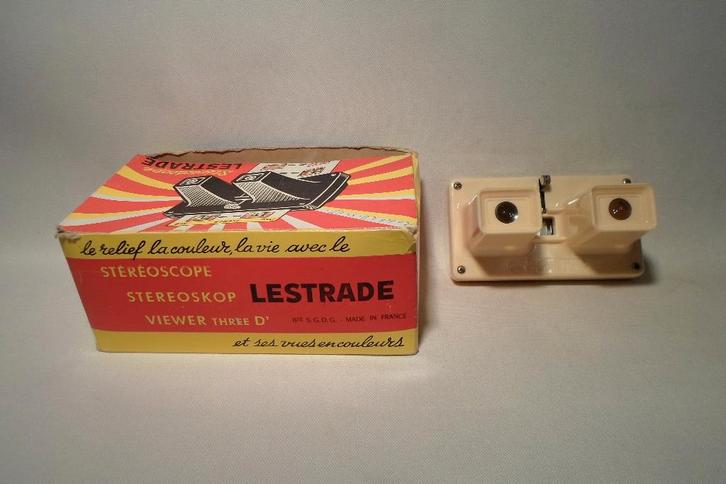 Stéréoscope
LESTRADE
le relief la couleur, la vie avec le
STÉRÉOSCOPE
STEREOSKOP LESTRADE
VIEWER THREE D'
Bté S.G.D.G. - MADE IN FRANCE
et ses vues en couleurs